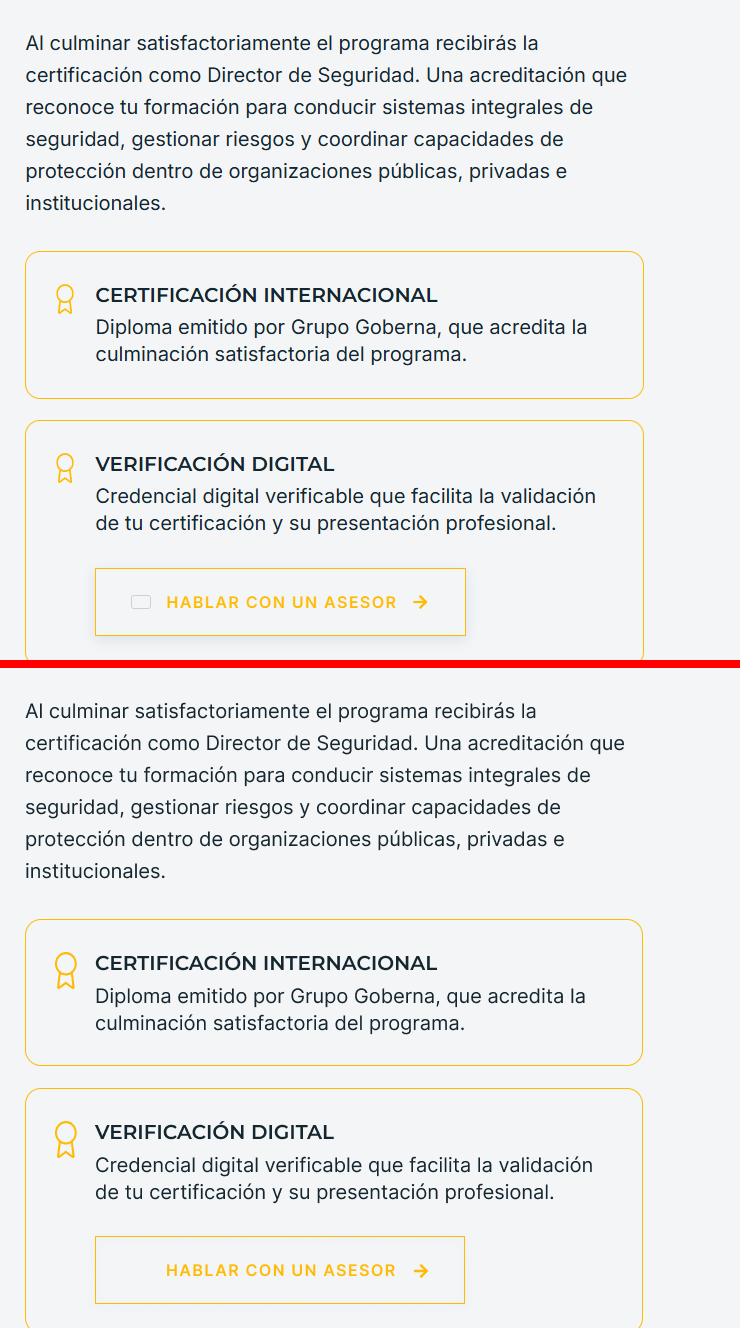 Al culminar satisfactoriamente el programa recibirás la
certificación como Director de Seguridad. Una acreditación que
reconoce tu formación para conducir sistemas integrales de
seguridad, gestionar riesgos y coordinar capacidades de
protección dentro de organizaciones públicas, privadas e
institucionales.
CERTIFICACIÓN INTERNACIONAL
Diploma emitido por Grupo Goberna, que acredita la
culminación satisfactoria del programa.
VERIFICACIÓN DIGITAL
Credencial digital verificable que facilita la validación
de tu certificación y su presentación profesional.
HABLAR CON UN ASESOR →
Al culminar satisfactoriamente el programa recibirás la
certificación como Director de Seguridad. Una acreditación que
reconoce tu formación para conducir sistemas integrales de
seguridad, gestionar riesgos y coordinar capacidades de
protección dentro de organizaciones públicas, privadas e
institucionales.
CERTIFICACIÓN INTERNACIONAL
Diploma emitido por Grupo Goberna, que acredita la
culminación satisfactoria del programa.
VERIFICACIÓN DIGITAL
Credencial digital verificable que facilita la validación
de tu certificación y su presentación profesional.
HABLAR CON UN ASESOR →